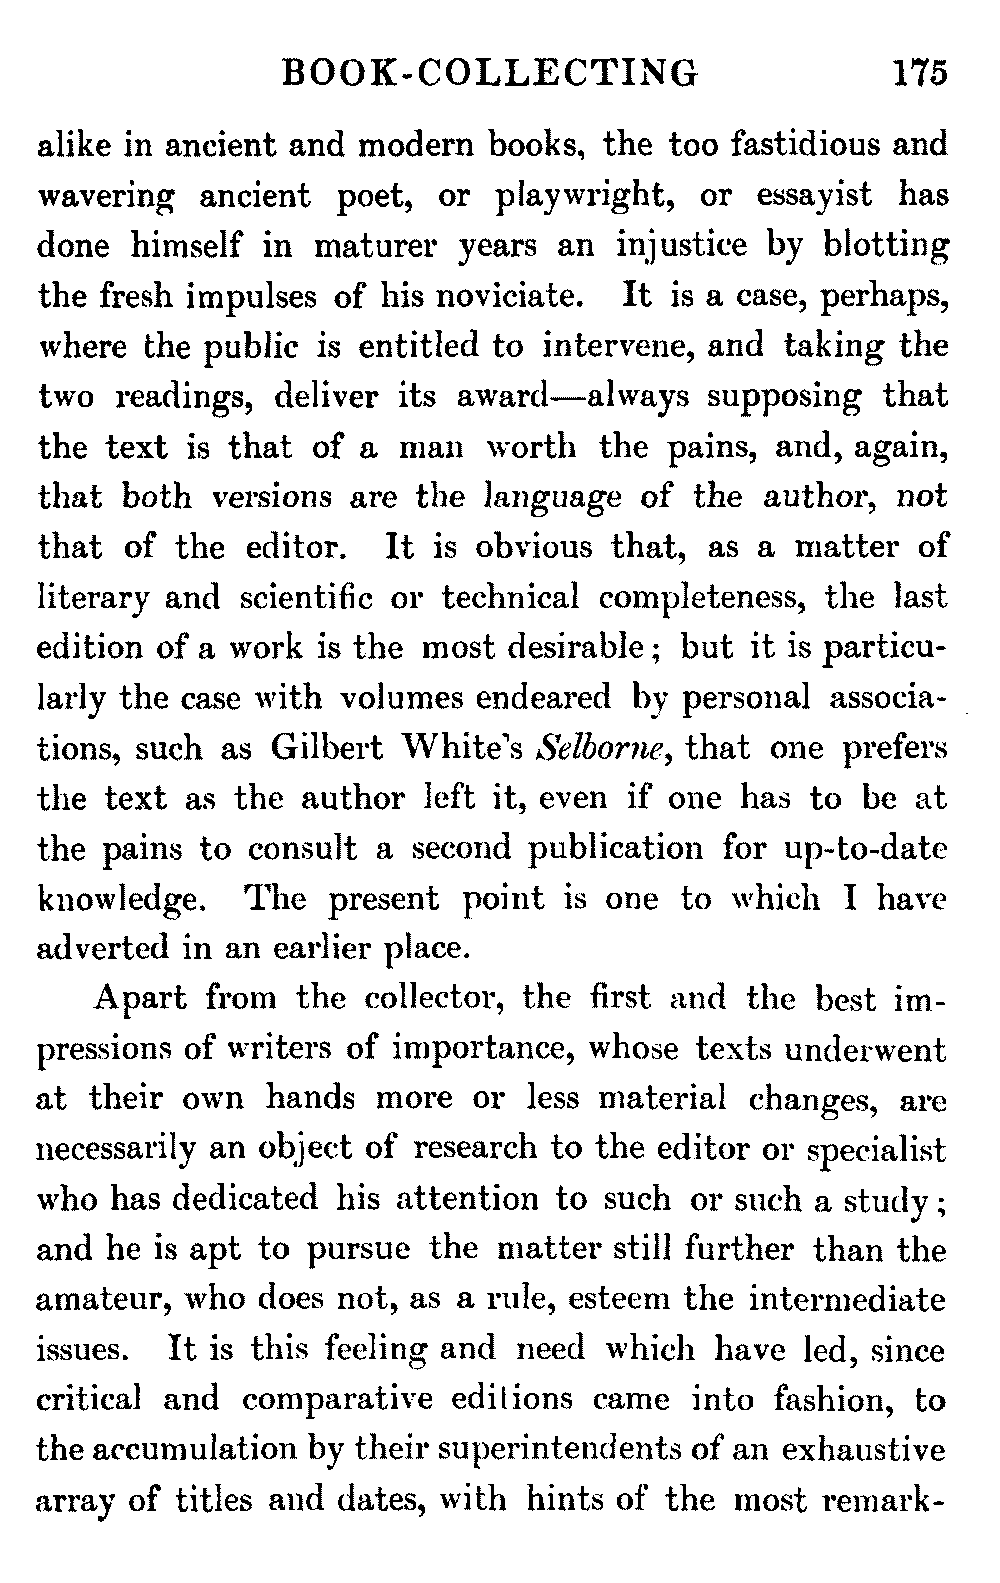 BOOK-COLLECTING 175
alike in ancient and modern books, the too fastidious and
wavering ancient poet, or playwright, or essayist has
done himself in maturer years an injustice by blotting
the fresh impulses of his noviciate. It is a case, perhaps,
where the public is entitled to intervene, and taking the
two readings, deliver its award—always supposing that
the text is that of a man worth the pains, and, again,
that both versions are the language of the author, not
that of the editor. It is obvious that, as a matter of
literary and scientific or technical completeness, the last
edition of a work is the most desirable; but it is particu-
larly the case with volumes endeared by personal associa-
tions, such as Gilbert White's Selborne, that one prefers
the text as the author left it, even if one has to be at
the pains to consult a second publication for up-to-date
knowledge. The present point is one to which I have
adverted in an earlier place.
Apart from the collector, the first and the best im-
pressions of writers of importance, whose texts underwent
at their own hands more or less material changes, are
necessarily an object of research to the editor or specialist
who has dedicated his attention to such or such a study;
and he is apt to pursue the matter still further than the
amateur, who does not, as a rule, esteem the intermediate
issues. It is this feeling and need which have led, since
critical and comparative editions came into fashion, to
the accumulation by their superintendents of an exhaustive
array of titles and dates, with hints of the most remark-